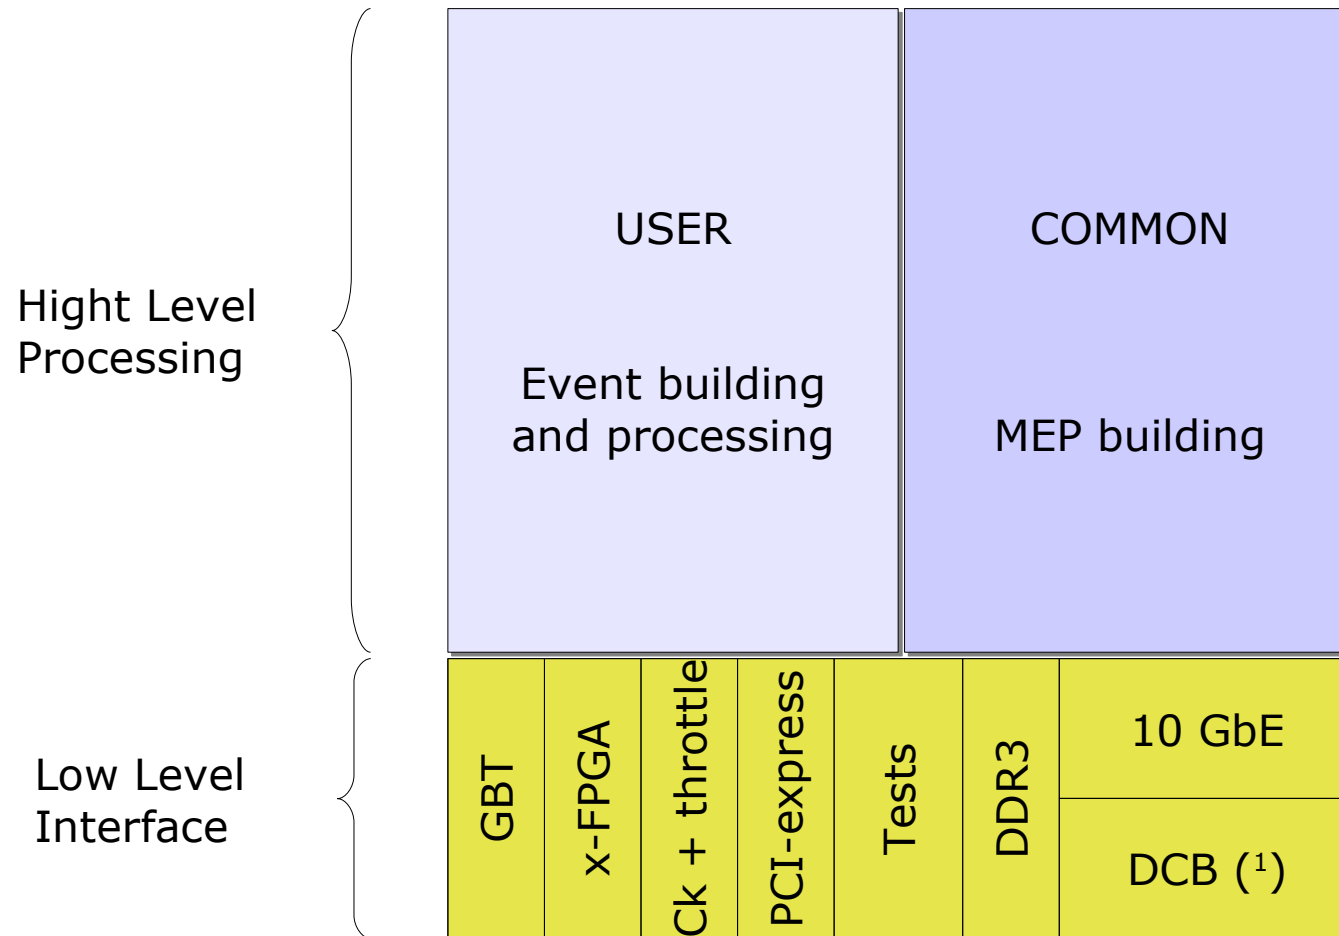 USER
COMMON
Hight Level
Processing
Event building
and processing
MEP building
Low Level
Interface
GBT
x-FPGA
Ck + throttle
PCI-express
Tests
DDR3
10 GbE
DCB (¹)